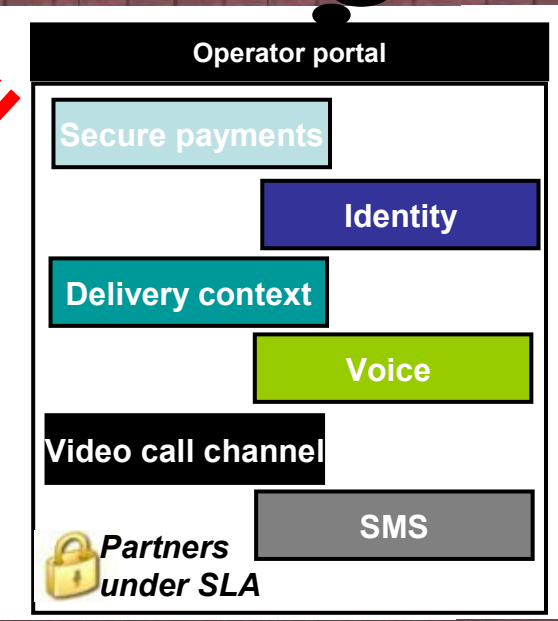 Operator portal
Secure payments
Identity
Delivery context
Voice
Video call channel
SMS
Partners
under SLA